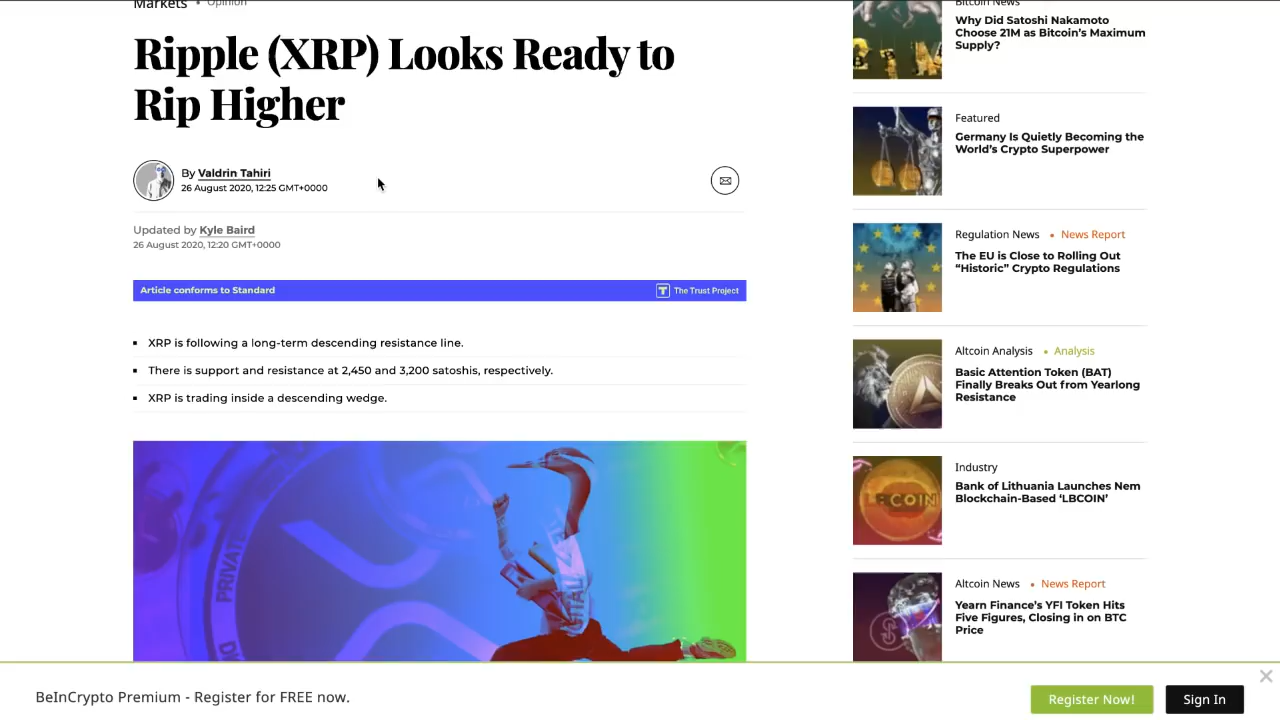 Markets • Opinion
Ripple (XRP) Looks Ready to
Rip Higher
By Valdrin Tahiri
26 August 2020, 12:25 GMT+0000
Updated by Kyle Baird
26 August 2020, 12:20 GMT+0000
Article conforms to Standard
The Trust Project
▪ XRP is following a long-term descending resistance line.
▪ There is support and resistance at 2,450 and 3,200 satoshis, respectively.
▪ XRP is trading inside a descending wedge.
PRIVATE
Bitcoin News
Why Did Satoshi Nakamoto
Choose 21M as Bitcoin's Maximum
Supply?
Featured
Germany Is Quietly Becoming the
World's Crypto Superpower
Regulation News • News Report
The EU is Close to Rolling Out
“Historic” Crypto Regulations
Altcoin Analysis • Analysis
Basic Attention Token (BAT)
Finally Breaks Out from Yearlong
Resistance
Industry
Bank of Lithuania Launches Nem
Blockchain-Based ‘LBCOIN’
LBCOIN
Altcoin News • News Report
Yearn Finance's YFI Token Hits
Five Figures, Closing in on BTC
Price
BeInCrypto Premium - Register for FREE now.
Register Now!
Sign In